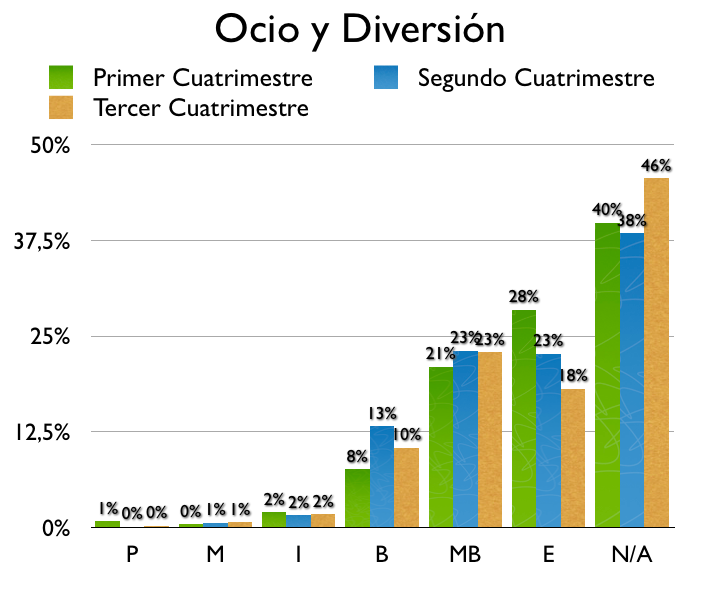 Ocio y Diversión
Primer Cuatrimestre Segundo Cuatrimestre
Tercer Cuatrimestre
50%
46%
40% 38%
37,5%
28%
25%
21% 23% 23% 23% 18%
13%
12,5%
8% 10%
1% 0% 0% 0% 1% 1% 2% 2% 2%
0%
P M I B MB E N/A